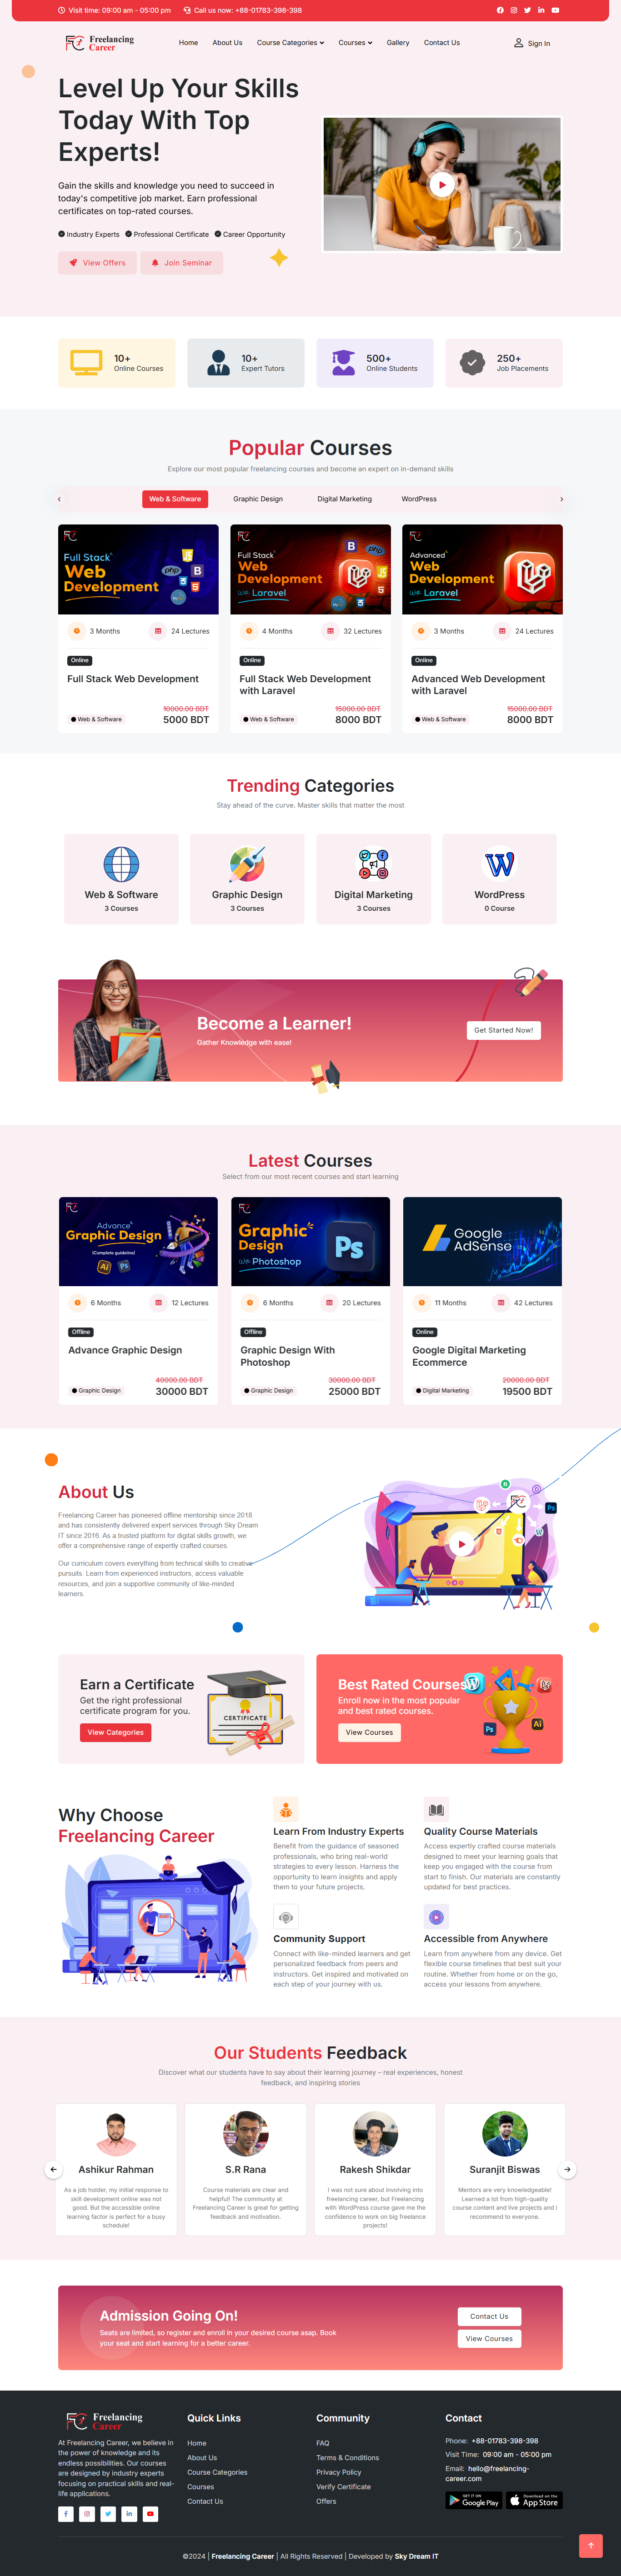 Visit time: 09:00 am - 05:00 pm
Call us now: +88-01783-398-398
Freelancing
Career
Home
About Us
Course Categories
Courses
Gallery
Contact Us
Sign In
Level Up Your Skills
Today With Top
Experts!
Gain the skills and knowledge you need to succeed in
today's competitive job market. Earn professional
certificates on top-rated courses.
Industry Experts
Professional Certificate
Career Opportunity
View Offers
Join Seminar
10+
Online Courses
10+
Expert Tutors
500+
Online Students
250+
Job Placements
Popular Courses
Explore our most popular freelancing courses and become an expert on in-demand skills
Web & Software
Graphic Design
Digital Marketing
WordPress
Full Stack
Web
Development
php
3 Months
24 Lectures
Online
Full Stack Web Development
10000.00 BDT
Web & Software
5000 BDT
Full Stack
Web
Development
With Laravel
php
4 Months
32 Lectures
Online
Full Stack Web Development
with Laravel
15000.00 BDT
Web & Software
8000 BDT
Advanced
Web
Development
With Laravel
3 Months
24 Lectures
Online
Advanced Web Development
with Laravel
15000.00 BDT
Web & Software
8000 BDT
Trending Categories
Stay ahead of the curve. Master skills that matter the most
Web & Software
3 Courses
Graphic Design
3 Courses
Digital Marketing
3 Courses
WordPress
0 Course
Become a Learner!
Gather Knowledge with ease!
Get Started Now!
Latest Courses
Select from our most recent courses and start learning
Advance
Graphic Design
(Complete guideline)
Ai
Ps
6 Months
12 Lectures
Offline
Advance Graphic Design
40000.00 BDT
Graphic Design
30000 BDT
Graphic
Design
With Photoshop
Ps
6 Months
20 Lectures
Offline
Graphic Design With
Photoshop
30000.00 BDT
Graphic Design
25000 BDT
Google
AdSense
11 Months
42 Lectures
Online
Google Digital Marketing
Ecommerce
20000.00 BDT
Digital Marketing
19500 BDT
About Us
Freelancing Career has pioneered offline mentorship since 2018
and has consistently delivered expert services through Sky Dream
IT since 2016. As a trusted platform for digital skills growth, we
offer a comprehensive range of expertly crafted courses.
Our curriculum covers everything from technical skills to creative
pursuits. Learn from experienced instructors, access valuable
resources, and join a supportive community of like-minded
learners.
Ps
Earn a Certificate
Get the right professional
certificate program for you.
View Categories
CERTIFICATE
Best Rated Courses
Enroll now in the most popular
and best rated courses.
View Courses
Ps
Ai
Why Choose
Freelancing Career
Learn From Industry Experts
Benefit from the guidance of seasoned
professionals, who bring real-world
strategies to every lesson. Harness the
opportunity to learn insights and apply
them to your future projects.
Quality Course Materials
Access expertly crafted course materials
designed to meet your learning goals that
keep you engaged with the course from
start to finish. Our materials are constantly
updated for best practices.
Community Support
Connect with like-minded learners and get
personalized feedback from peers and
instructors. Get inspired and motivated on
each step of your journey with us.
Accessible from Anywhere
Learn from anywhere from any device. Get
flexible course timelines that best suit your
routine. Whether from home or on the go,
access your lessons from anywhere.
Our Students Feedback
Discover what our students have to say about their learning journey – real experiences, honest
feedback, and inspiring stories
Ashikur Rahman
As a job holder, my initial response to
skill development online was not
good. But the accessible online
learning factor is perfect for a busy
schedule!
S.R Rana
Course materials are clear and
helpful! The community at
Freelancing Career is great for getting
feedback and motivation.
Rakesh Shikdar
I was not sure about involving into
freelancing career, but Freelancing
with WordPress course gave me the
confidence to work on big freelance
projects!
Suranjit Biswas
Mentors are very knowledgeable!
Learned a lot from high-quality
course content and live projects and i
recommend to everyone.
Admission Going On!
Seats are limited, so register and enroll in your desired course asap. Book
your seat and start learning for a better career.
Contact Us
View Courses
Freelancing
Career
At Freelancing Career, we believe in
the power of knowledge and its
endless possibilities. Our courses
are designed by industry experts
focusing on practical skills and real-
life applications.
Quick Links
Home
About Us
Course Categories
Courses
Contact Us
Community
FAQ
Terms & Conditions
Privacy Policy
Verify Certificate
Offers
Contact
Phone: +88-01783-398-398
Visit Time: 09:00 am - 05:00 pm
Email: hello@freelancing-
career.com
GET IT ON
Google Play
Download on the
App Store
©2024 | Freelancing Career | All Rights Reserved | Developed by Sky Dream IT